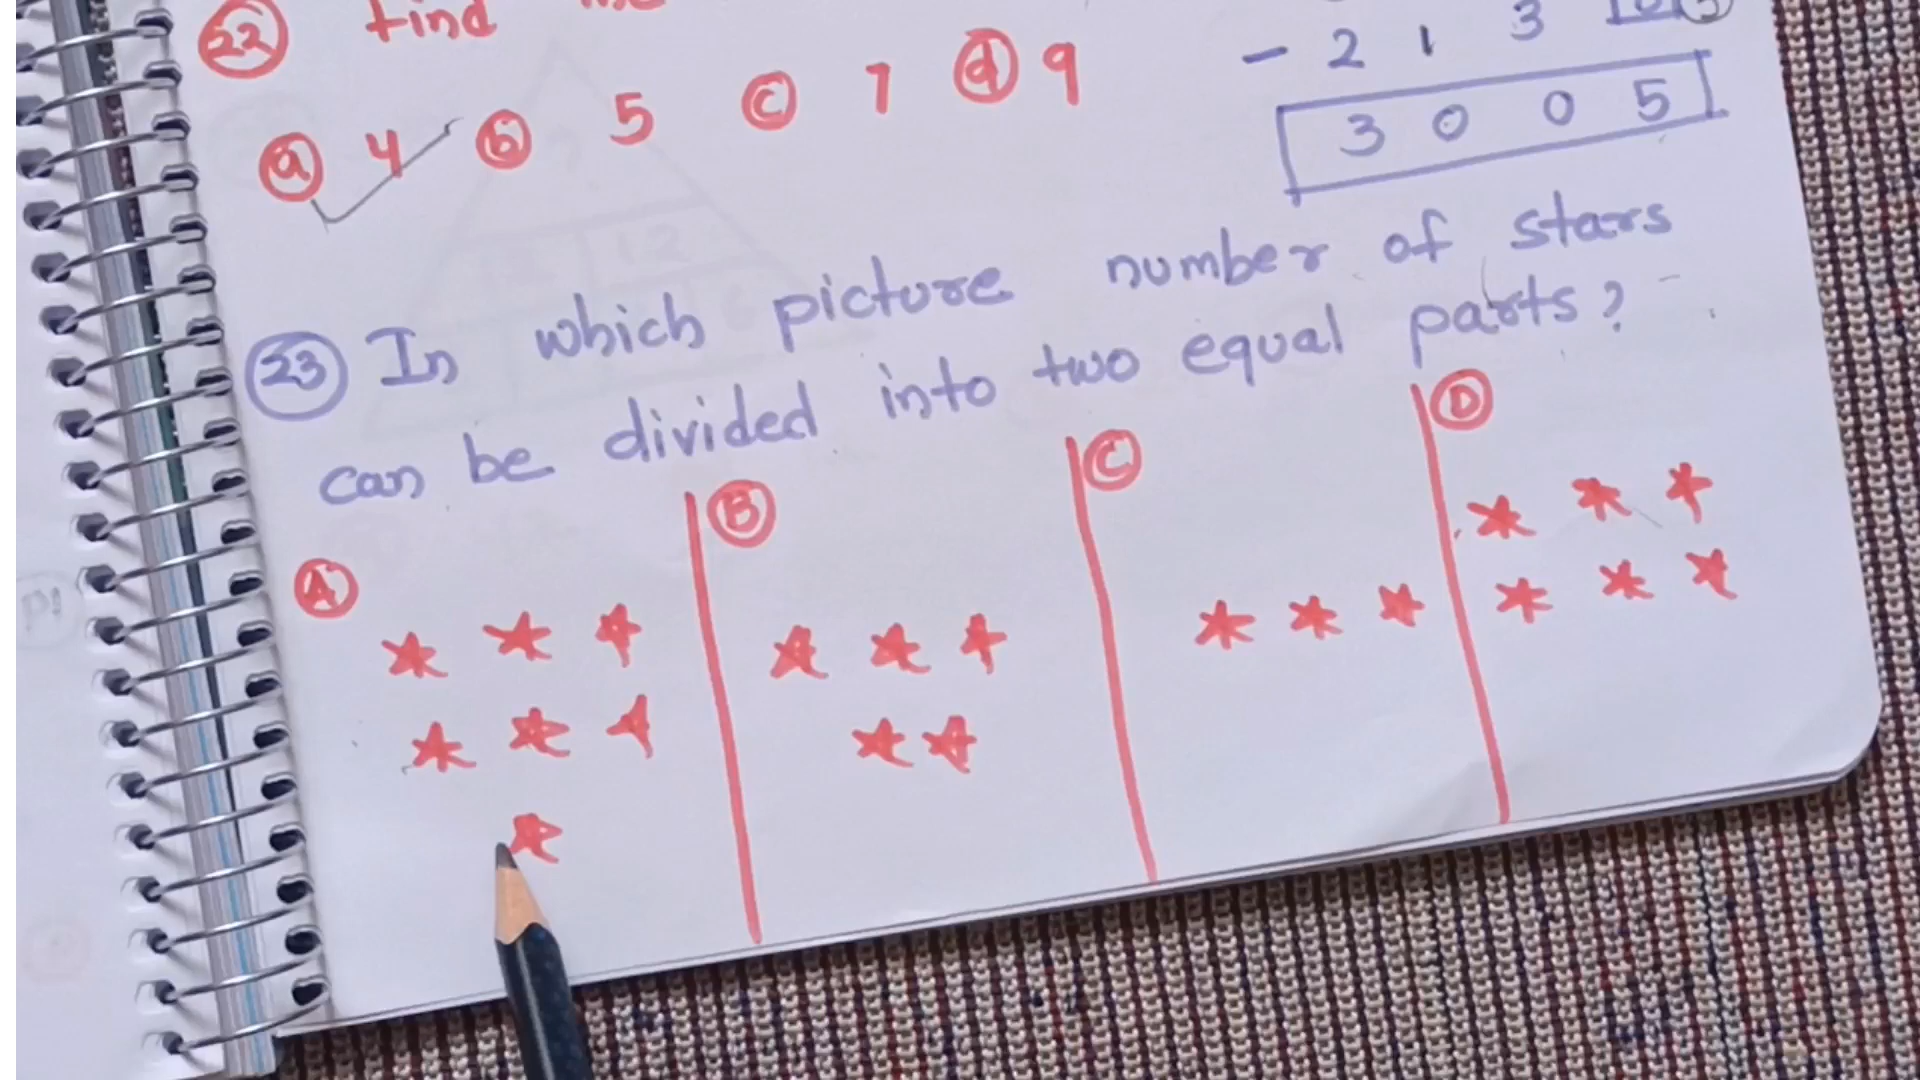 22 find
- 2 1 3
a 4 b 5 c 7 d 9
3 0 0 5
23 In which picture number of stars
can be divided into two equal parts?
A B C D